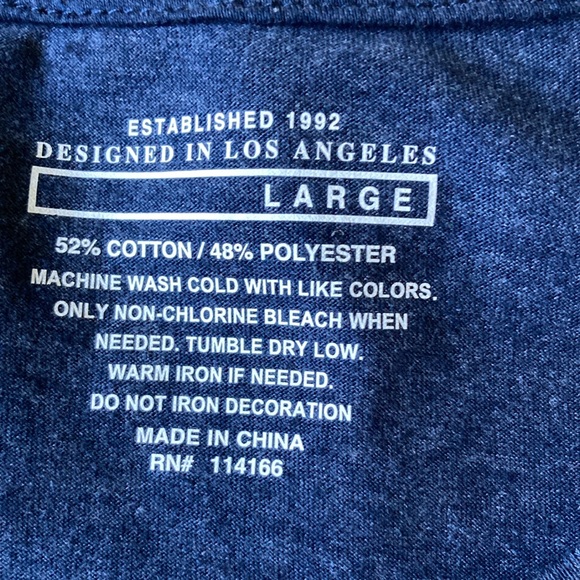 ESTABLISHED 1992
DESIGNED IN LOS ANGELES
LARGE
52% COTTON / 48% POLYESTER
MACHINE WASH COLD WITH LIKE COLORS.
ONLY NON-CHLORINE BLEACH WHEN
NEEDED. TUMBLE DRY LOW.
WARM IRON IF NEEDED.
DO NOT IRON DECORATION
MADE IN CHINA
RN# 114166